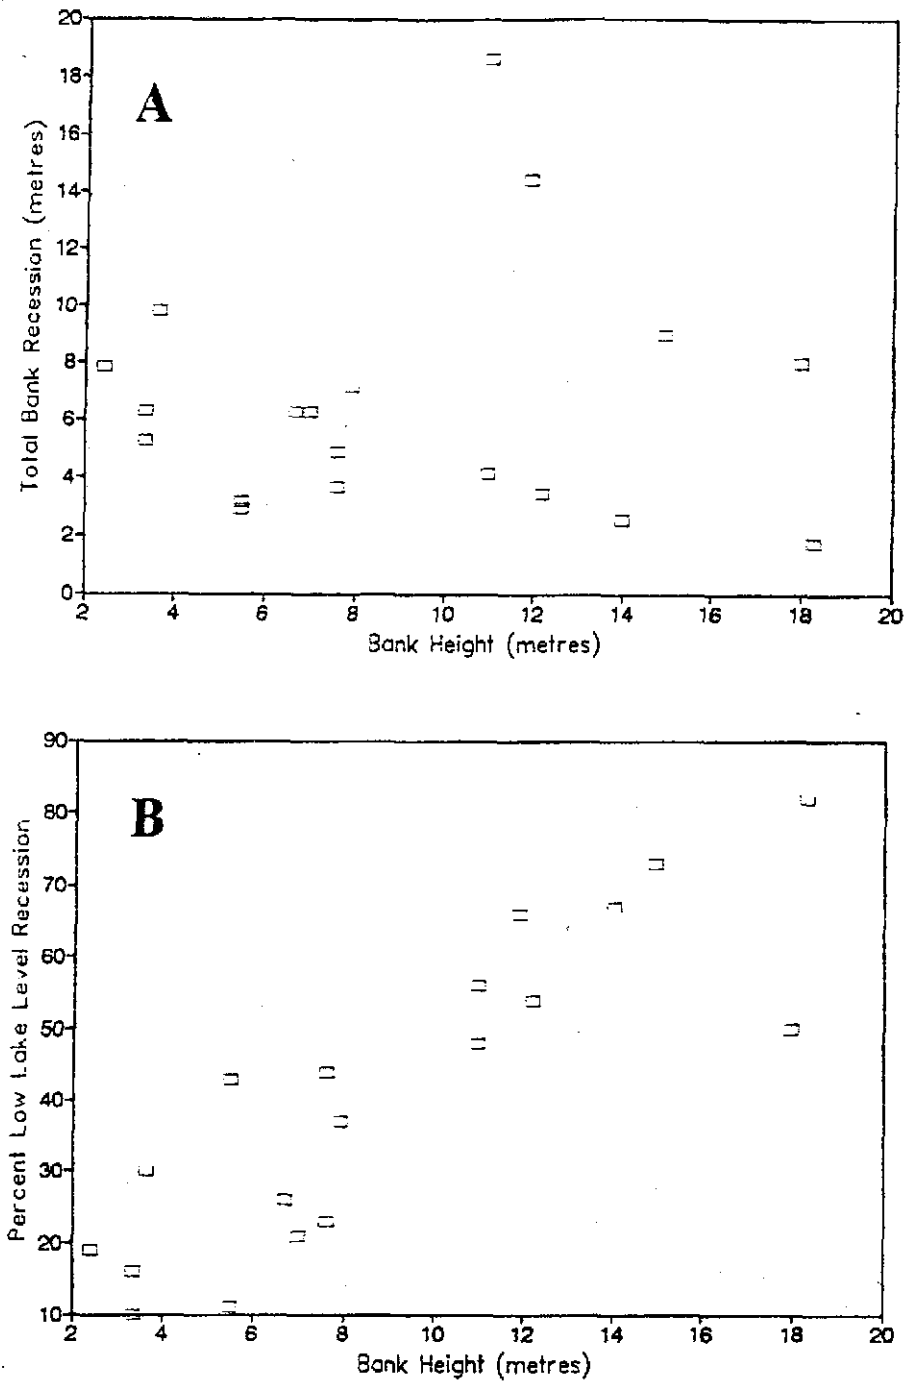 20
18
A
16
14
12
10
8
6
4
2
0
Total Bank Recession (metres)
2 4 6 8 10 12 14 16 18 20
Bank Height (metres)
90
80
B
70
60
50
40
30
20
10
Percent Low Lake Level Recession
2 4 6 8 10 12 14 16 18 20
Bank Height (metres)